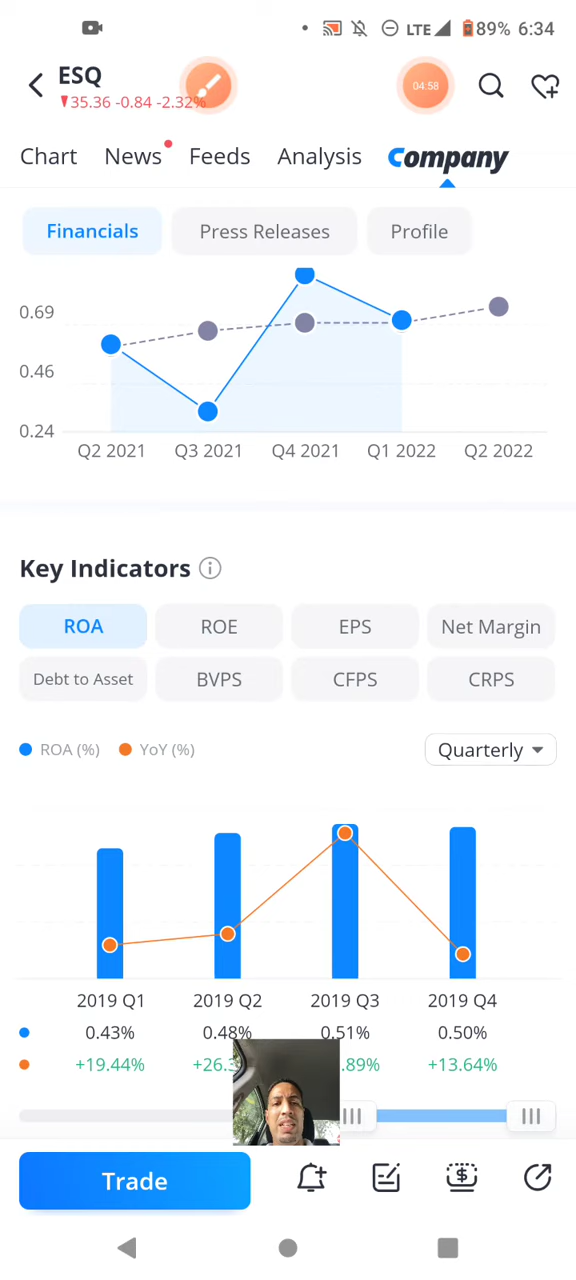 LTE 89% 6:34
ESQ
▼35.36 -0.84 -2.32%
04:58
Chart News Feeds Analysis Company
Financials Press Releases Profile
0.69
0.46
0.24
Q2 2021 Q3 2021 Q4 2021 Q1 2022 Q2 2022
Key Indicators
ROA ROE EPS Net Margin
Debt to Asset BVPS CFPS CRPS
ROA (%) YoY (%) Quarterly
2019 Q1 2019 Q2 2019 Q3 2019 Q4
0.43% 0.48% 0.51% 0.50%
+19.44% +13.64%
Trade